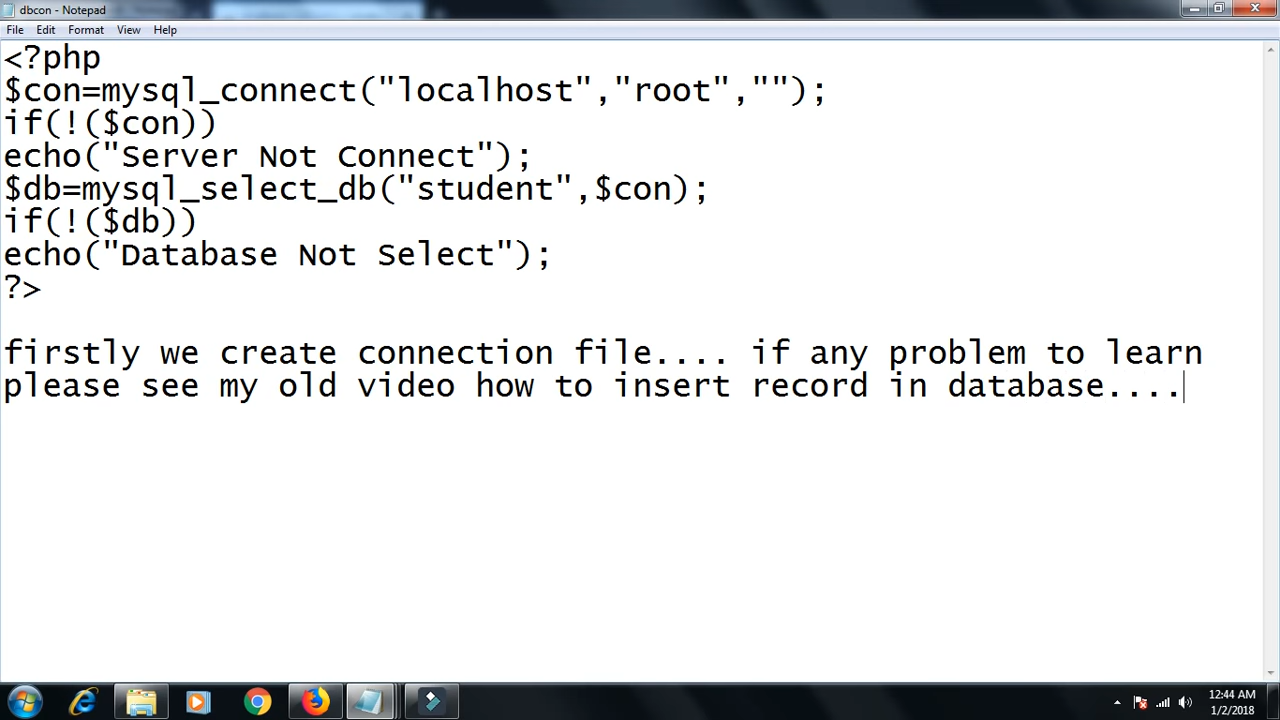 dbcon - Notepad
File Edit Format View Help
<?php
$con=mysql_connect("localhost","root","");
if(!($con))
echo("Server Not Connect");
$db=mysql_select_db("student",$con);
if(!($db))
echo("Database Not Select");
?>
firstly we create connection file.... if any problem to learn
please see my old video how to insert record in database....
12:44 AM
1/2/2018